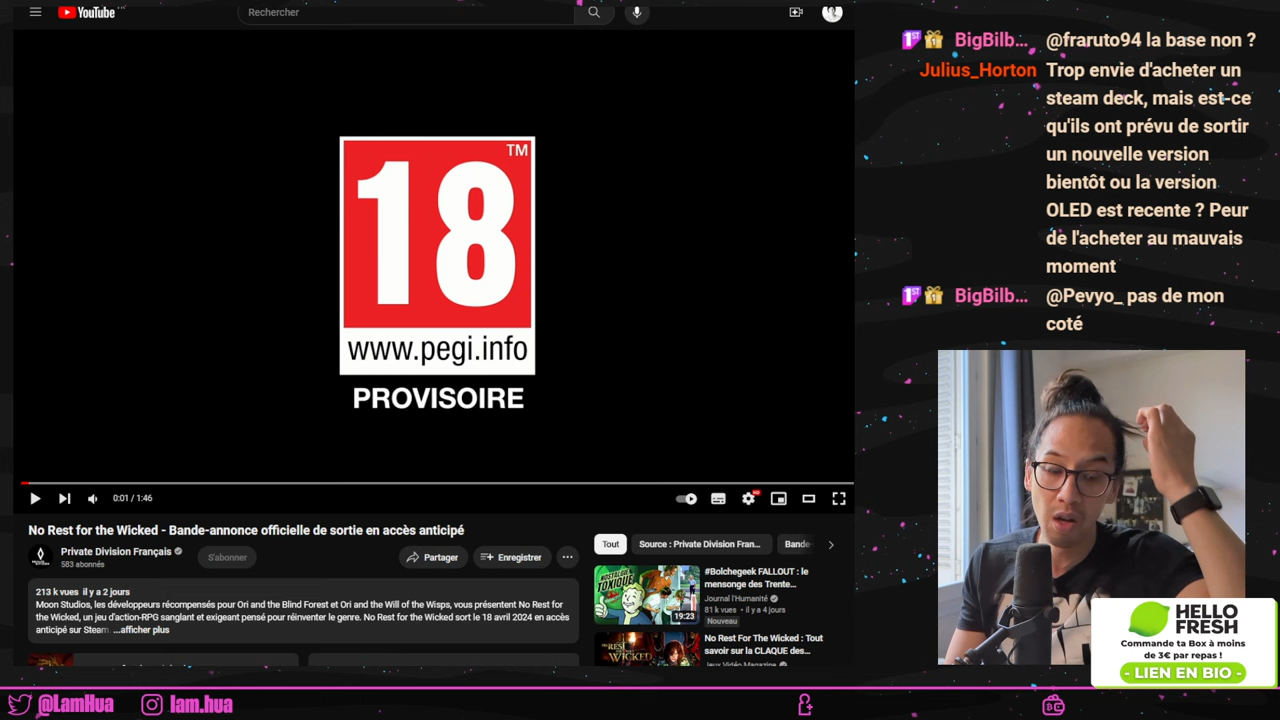 YouTube
Rechercher
18
TM
www.pegi.info
PROVISOIRE
0:01 / 1:46
HD
No Rest for the Wicked - Bande-annonce officielle de sortie en accès anticipé
Private Division Français
583 abonnés
S'abonner
Partager
Enregistrer
213 k vues il y a 2 jours
Moon Studios, les développeurs récompensés pour Ori and the Blind Forest et Ori and the Will of the Wisps, vous présentent No Rest for
the Wicked, un jeu d'action-RPG sanglant et exigeant pensé pour réinventer le genre. No Rest for the Wicked sort le 18 avril 2024 en accès
anticipé sur Steam. ...afficher plus
Tout
Source : Private Division Fran...
Bande-
NOSTALGIE
TOXIQUE
19:23
#Bolchegeek FALLOUT : le
mensonge des Trente...
Journal l'Humanité
81 k vues • il y a 4 jours
Nouveau
No Rest For The Wicked : Tout
savoir sur la CLAQUE des...
Jeux Vidéo Magazine
WICKED
1ST BigBilb... @fraruto94 la base non ?
Julius_Horton Trop envie d'acheter un
steam deck, mais est-ce
qu'ils ont prévu de sortir
un nouvelle version
bientôt ou la version
OLED est recente ? Peur
de l'acheter au mauvais
moment
1ST BigBilb... @Pevyo_ pas de mon
coté
HELLO
FRESH
Commande ta Box à moins
de 3€ par repas !
- LIEN EN BIO -
@LamHua
lam.hua